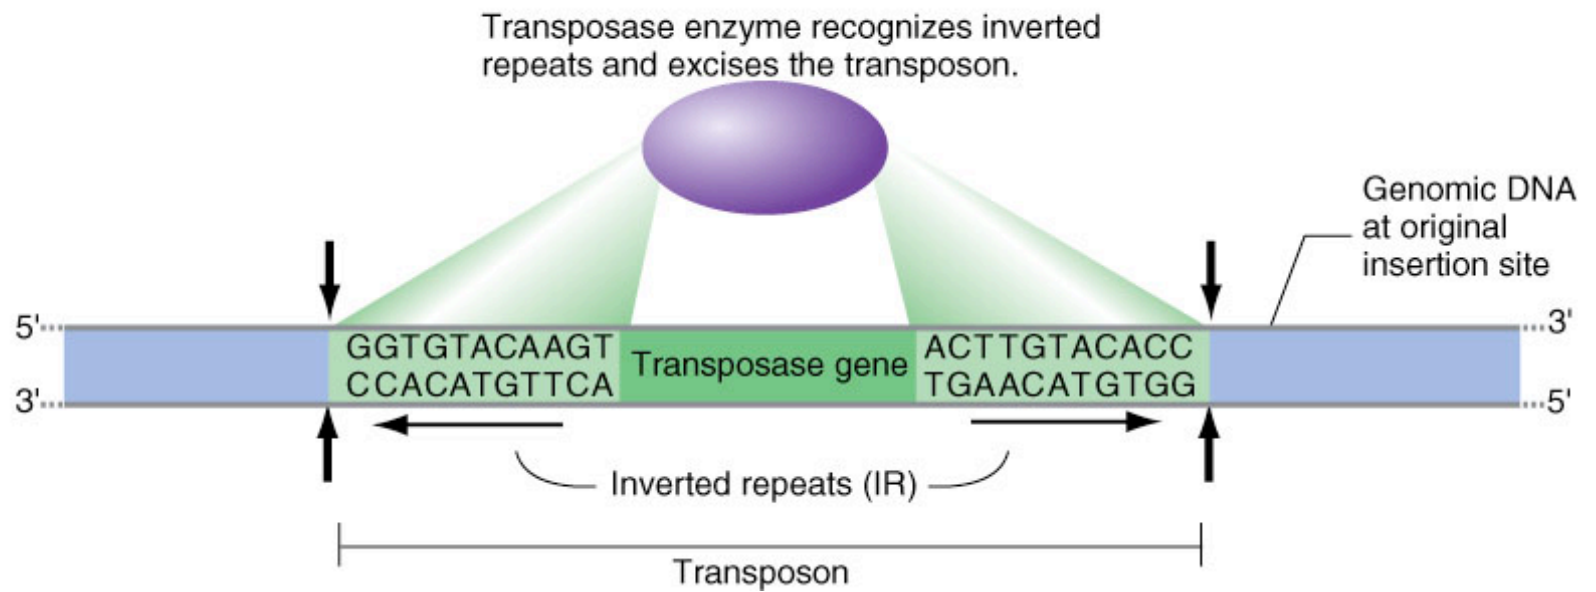 Transposase enzyme recognizes inverted
repeats and excises the transposon.
Genomic DNA
at original
insertion site
5' 3'
GGTGTACAAGT Transposase gene ACTTGTACACC
CCACATGTTCA TGAACATGTGG
3' 5'
Inverted repeats (IR)
Transposon